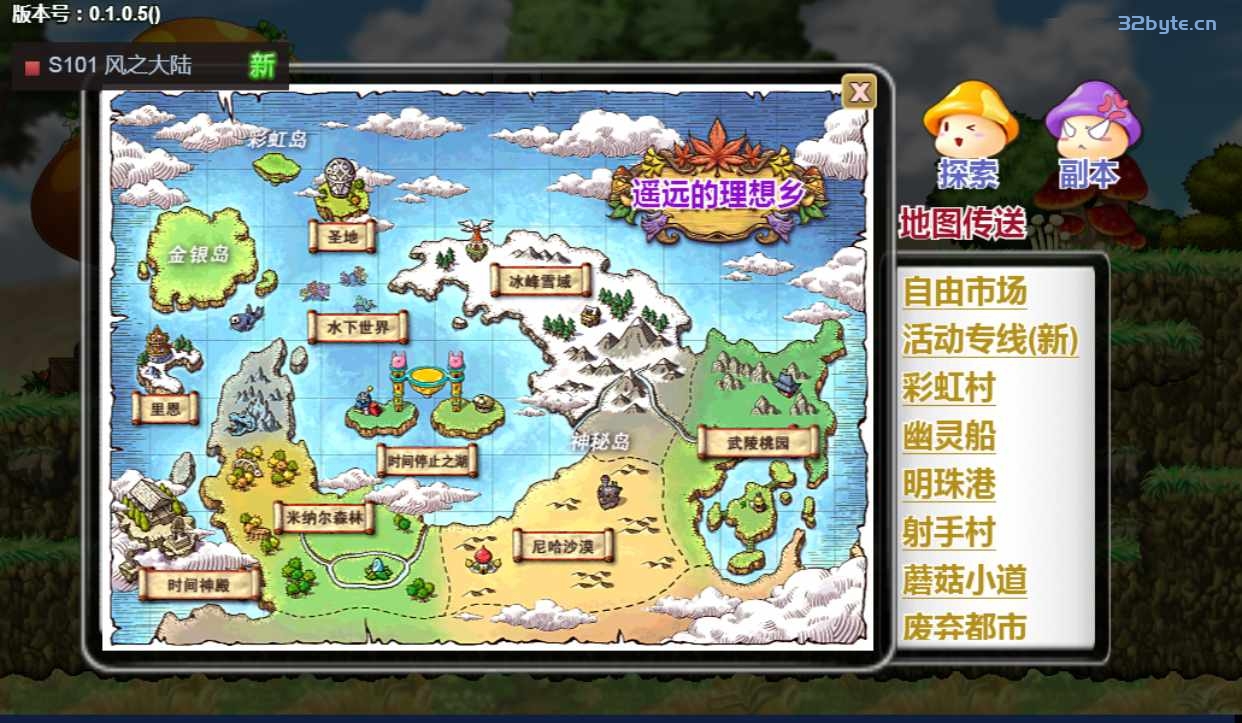 版本号：0.1.0.5()
32byte.cn
S101 风之大陆
新
X
彩虹岛
遥远的理想乡
探索
副本
地图传送
圣地
金银岛
冰峰雪域
水下世界
里恩
神秘岛
武陵桃园
时间停止之湖
米纳尔森林
尼哈沙漠
时间神殿
自由市场
活动专线(新)
彩虹村
幽灵船
明珠港
射手村
蘑菇小道
废弃都市